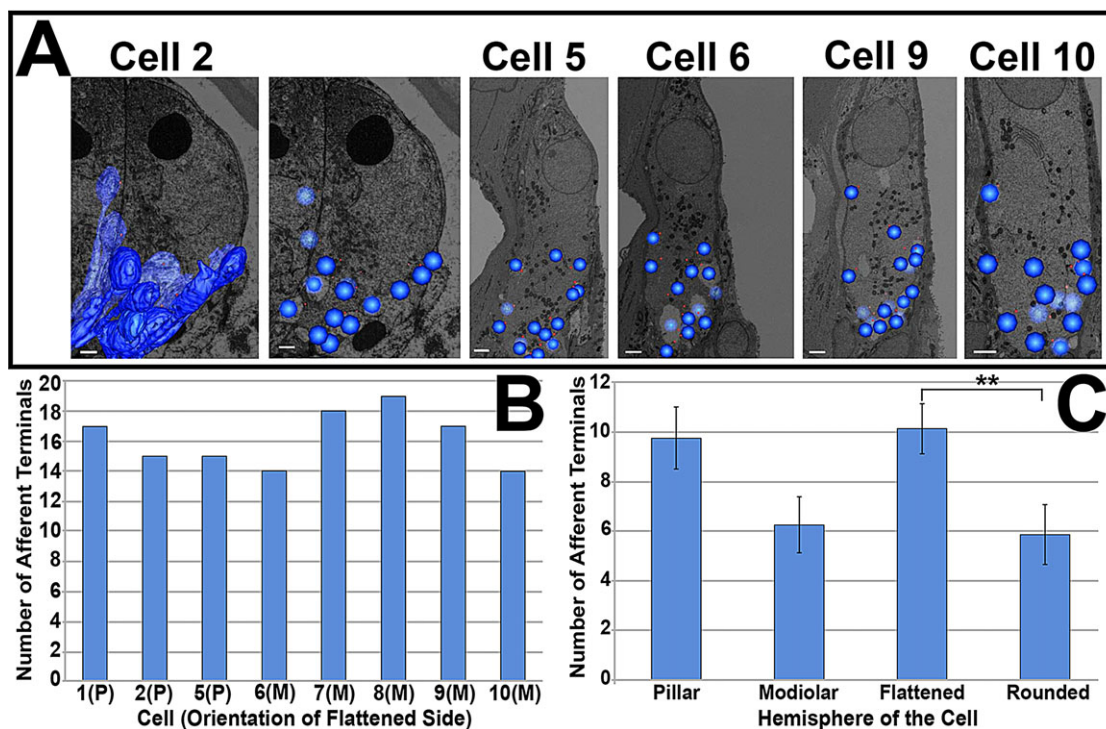 A
Cell 2
Cell 5
Cell 6
Cell 9
Cell 10
B
Number of Afferent Terminals
20
18
16
14
12
10
8
6
4
2
0
1(P) 2(P) 5(P) 6(M) 7(M) 8(M) 9(M) 10(M)
Cell (Orientation of Flattened Side)
C
Number of Afferent Terminals
12
10
8
6
4
2
0
**
Pillar Modiolar Flattened Rounded
Hemisphere of the Cell